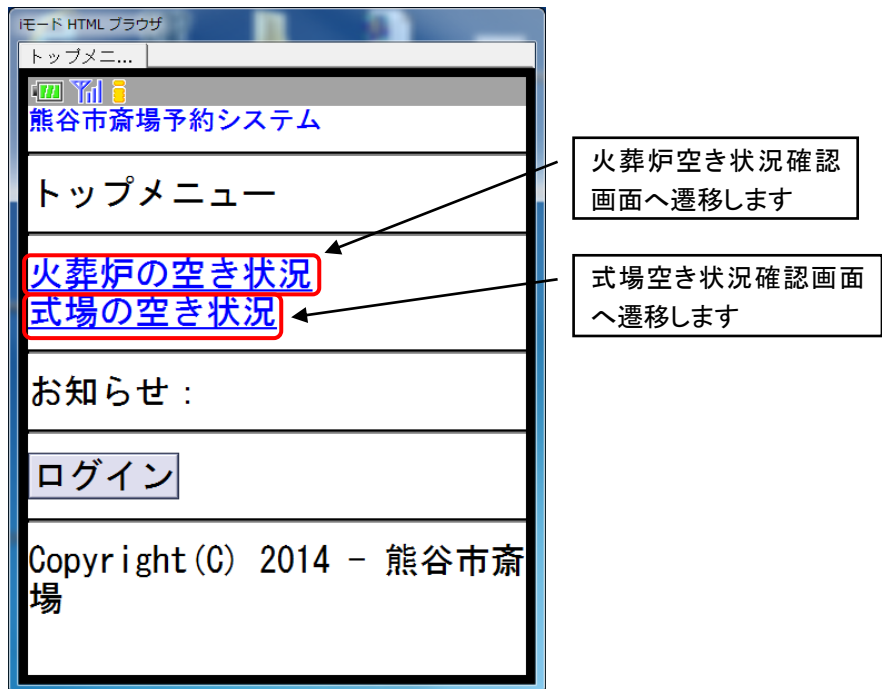 iモード HTML ブラウザ
トップメニ...
熊谷市斎場予約システム
トップメニュー
火葬炉の空き状況
式場の空き状況
お知らせ：
ログイン
Copyright(C) 2014 - 熊谷市斎
場
火葬炉空き状況確認
画面へ遷移します
式場空き状況確認画面
へ遷移します